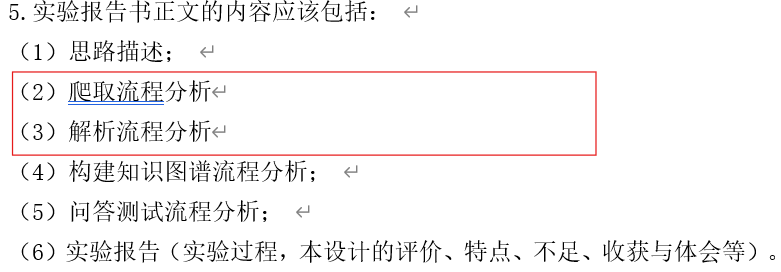 5.实验报告书正文的内容应该包括：
（1）思路描述；
（2）爬取流程分析
（3）解析流程分析
（4）构建知识图谱流程分析；
（5）问答测试流程分析；
（6）实验报告（实验过程，本设计的评价、特点、不足、收获与体会等）。